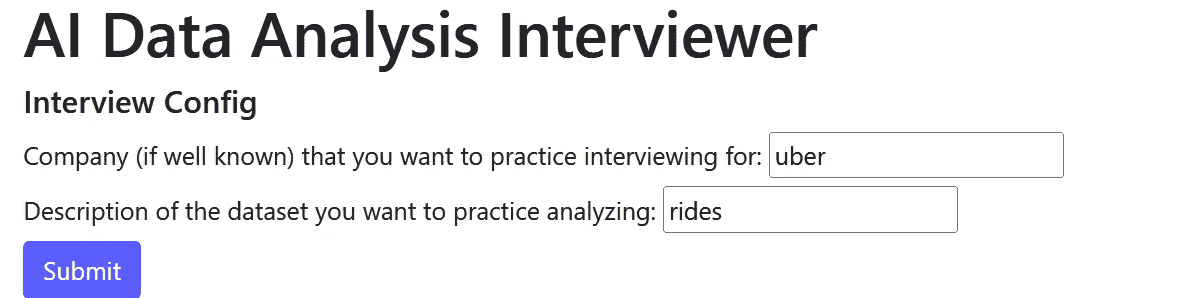 AI Data Analysis Interviewer
Interview Config
Company (if well known) that you want to practice interviewing for: uber
Description of the dataset you want to practice analyzing: rides
Submit